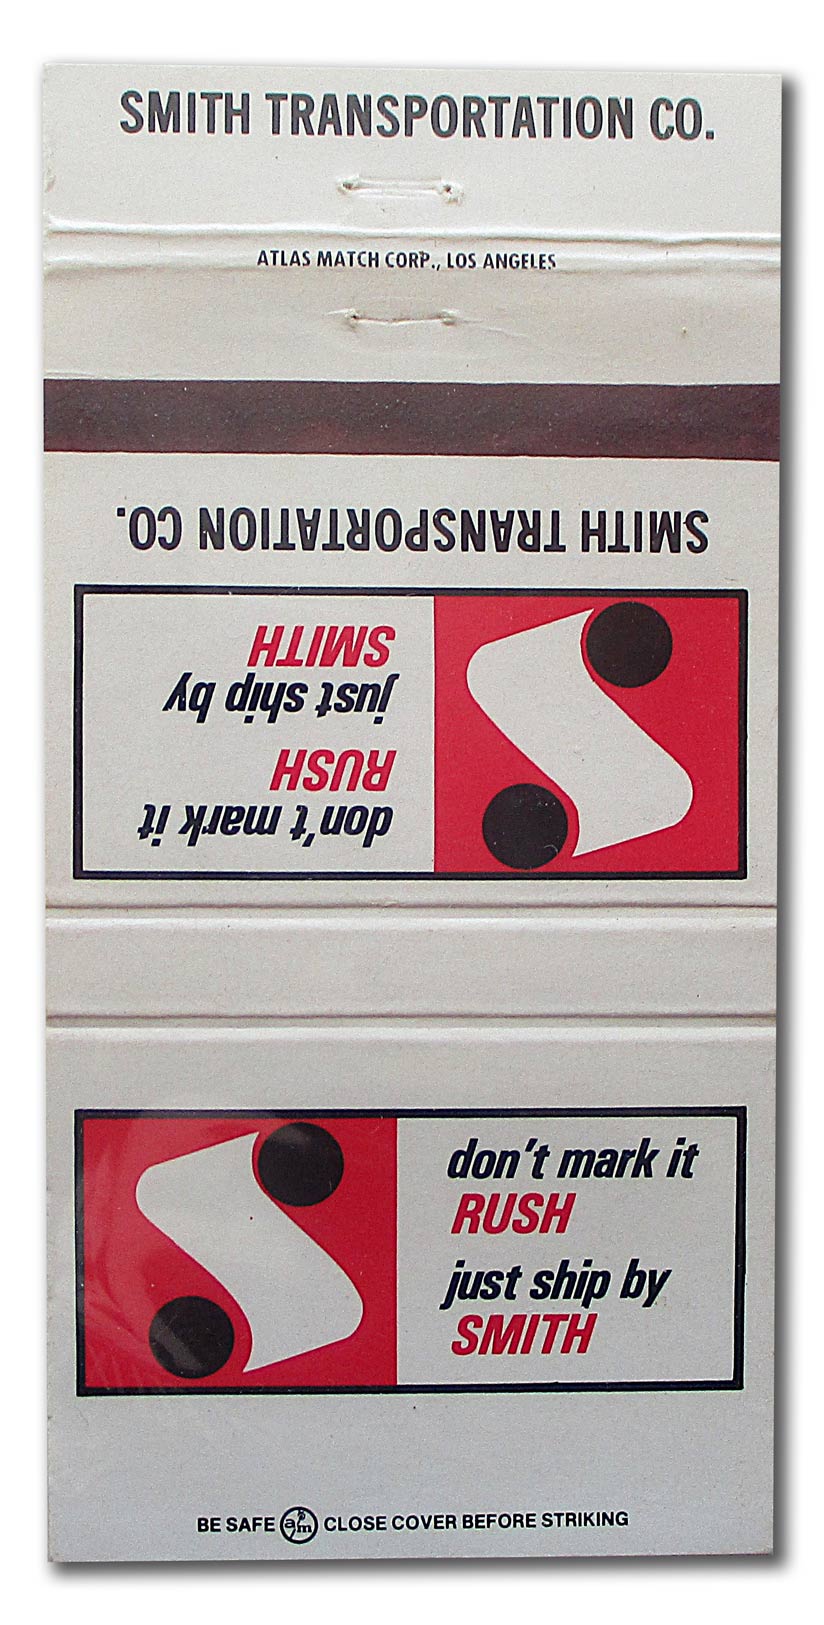 SMITH TRANSPORTATION CO.
ATLAS MATCH CORP., LOS ANGELES
SMITH TRANSPORTATION CO.
don't mark it
RUSH
just ship by
SMITH
don't mark it
RUSH
just ship by
SMITH
BE SAFE am CLOSE COVER BEFORE STRIKING